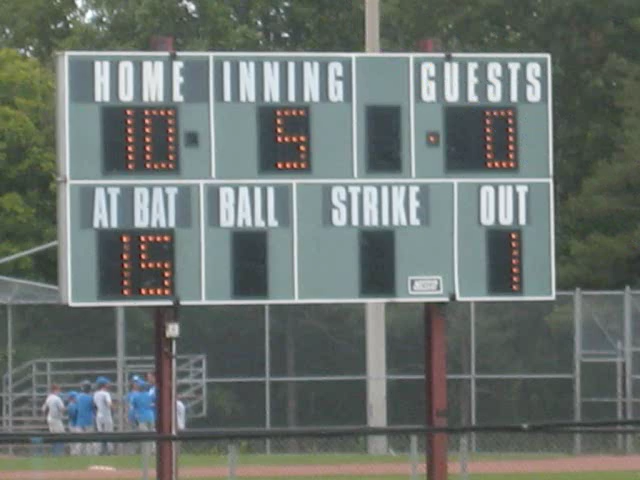 HOME INNING GUESTS
10 5 0
AT BAT BALL STRIKE OUT
15 1